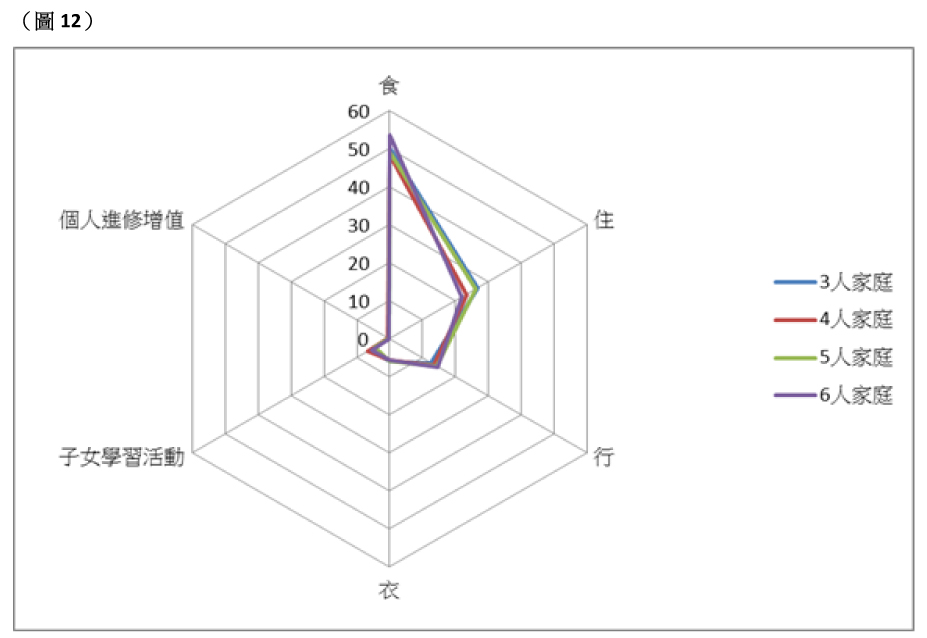 （圖 12）
食
60
50
40
30
20
10
0
個人進修增值
住
子女學習活動
行
衣
3人家庭
4人家庭
5人家庭
6人家庭